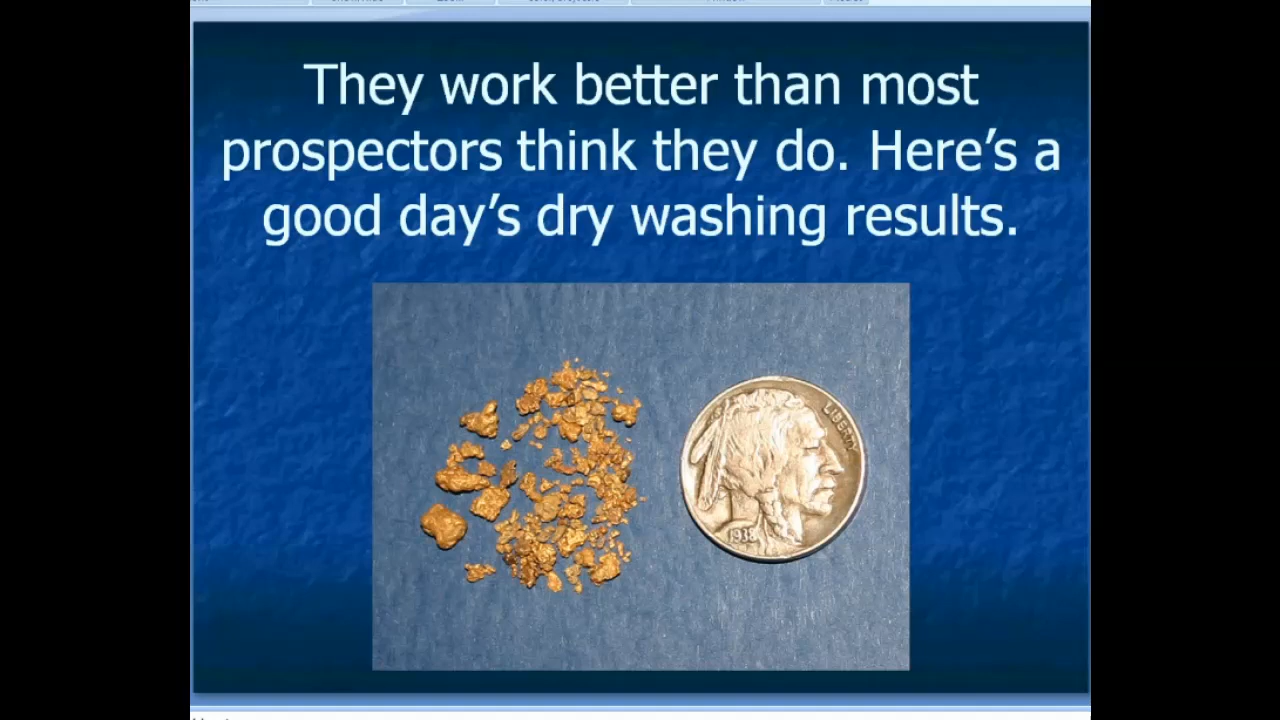 They work better than most
prospectors think they do. Here’s a
good day’s dry washing results.
LIBERTY
1938